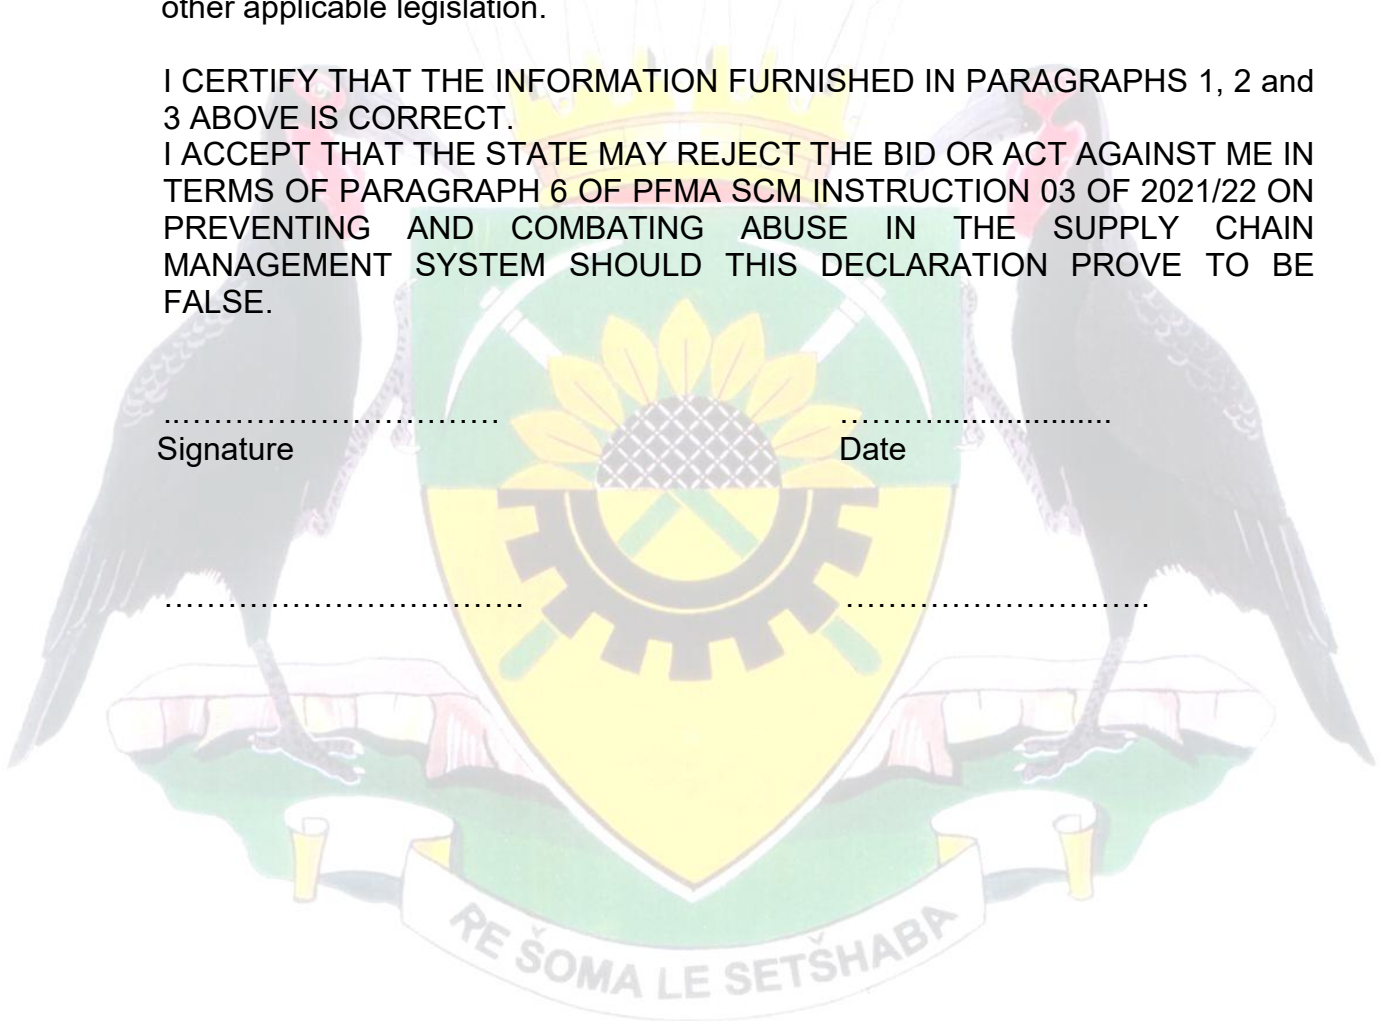 other applicable legislation.
I CERTIFY THAT THE INFORMATION FURNISHED IN PARAGRAPHS 1, 2 and
3 ABOVE IS CORRECT.
I ACCEPT THAT THE STATE MAY REJECT THE BID OR ACT AGAINST ME IN
TERMS OF PARAGRAPH 6 OF PFMA SCM INSTRUCTION 03 OF 2021/22 ON
PREVENTING AND COMBATING ABUSE IN THE SUPPLY CHAIN
MANAGEMENT SYSTEM SHOULD THIS DECLARATION PROVE TO BE
FALSE.
..…………………………… ………....................
Signature Date
……………………………. ………………………..
RE ŠOMA LE SETŠHABA